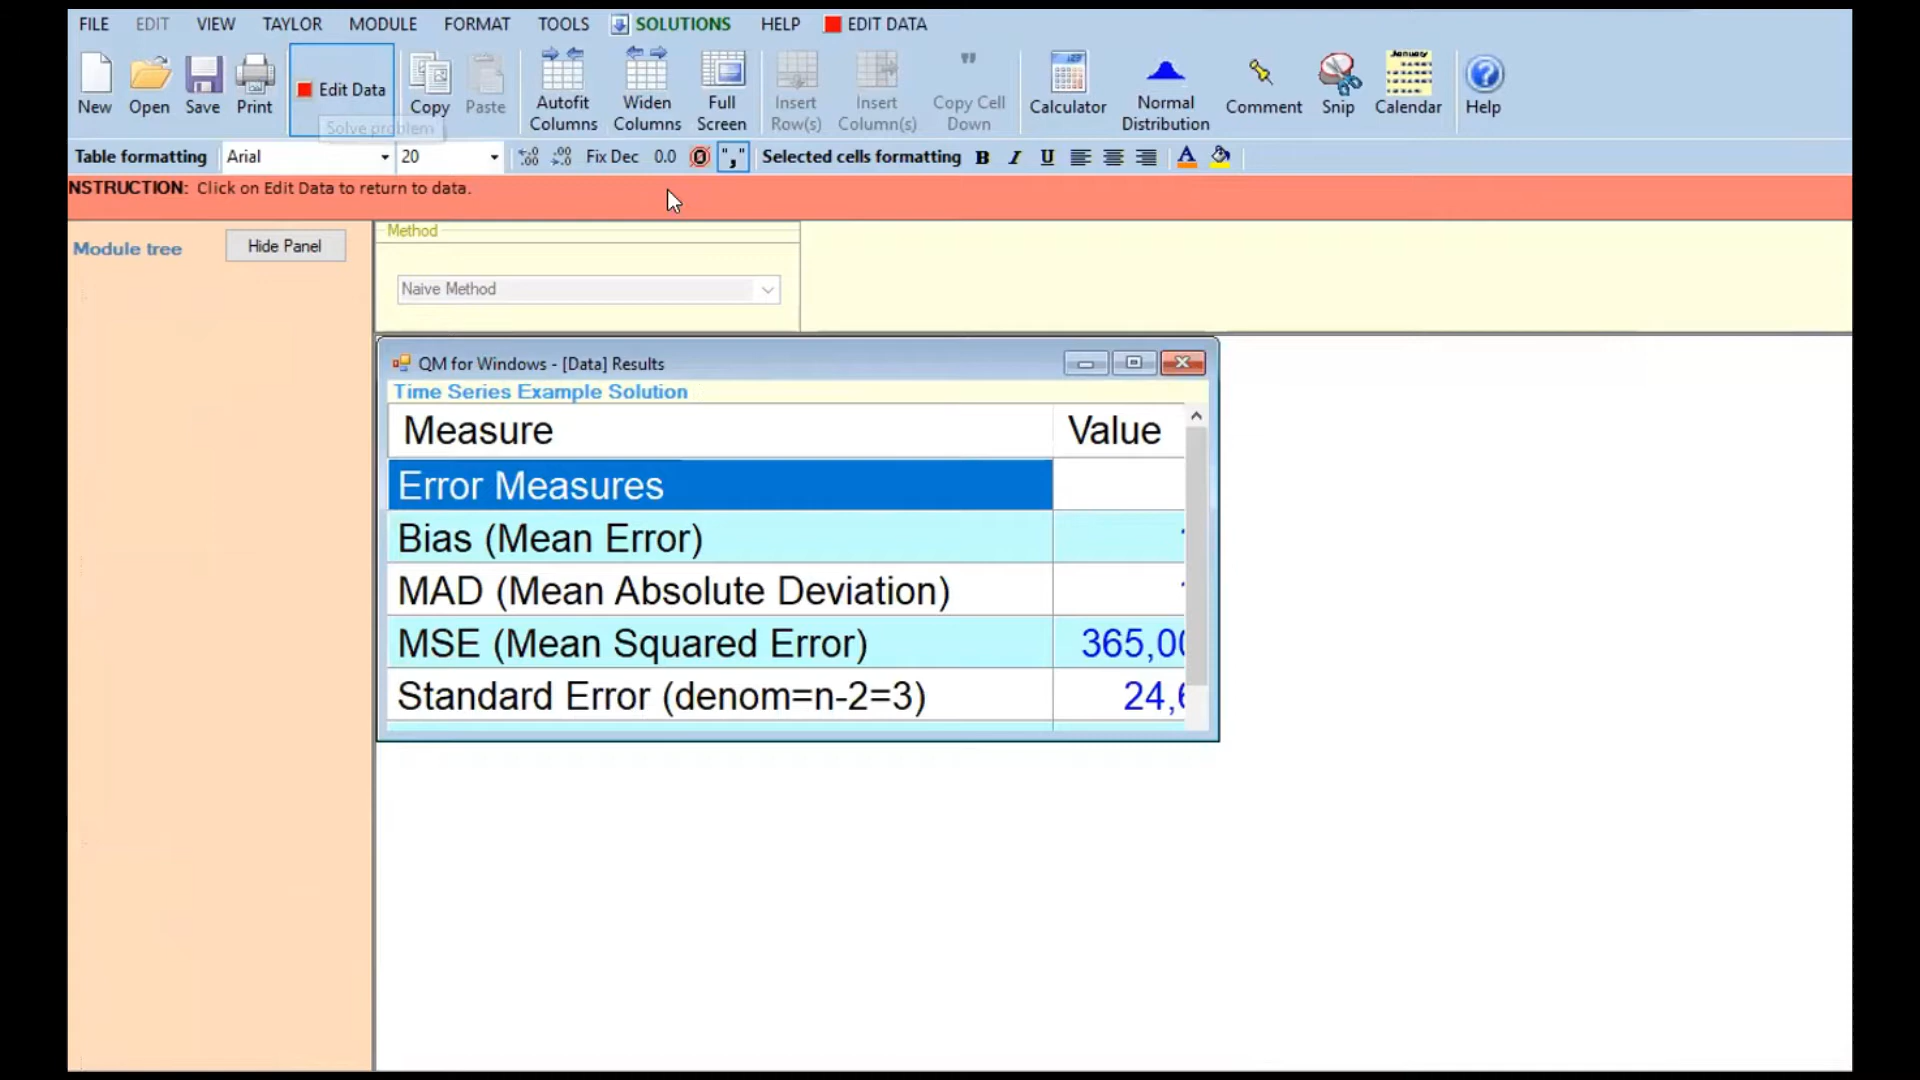 FILE EDIT VIEW TAYLOR MODULE FORMAT TOOLS SOLUTIONS HELP EDIT DATA
New Open Save Print Edit Data Copy Paste Autofit Columns Widen Columns Full Screen Insert Row(s) Insert Column(s) Copy Cell Down Calculator Normal Distribution Comment Snip Calendar Help
January
Solve problem
Table formatting Arial 20 Fix Dec 0.0 "," Selected cells formatting B I U A
NSTRUCTION: Click on Edit Data to return to data.
Module tree Hide Panel
Method
Naive Method
QM for Windows - [Data] Results
Time Series Example Solution
Measure Value
Error Measures
Bias (Mean Error)
MAD (Mean Absolute Deviation)
MSE (Mean Squared Error) 365,00
Standard Error (denom=n-2=3) 24,6